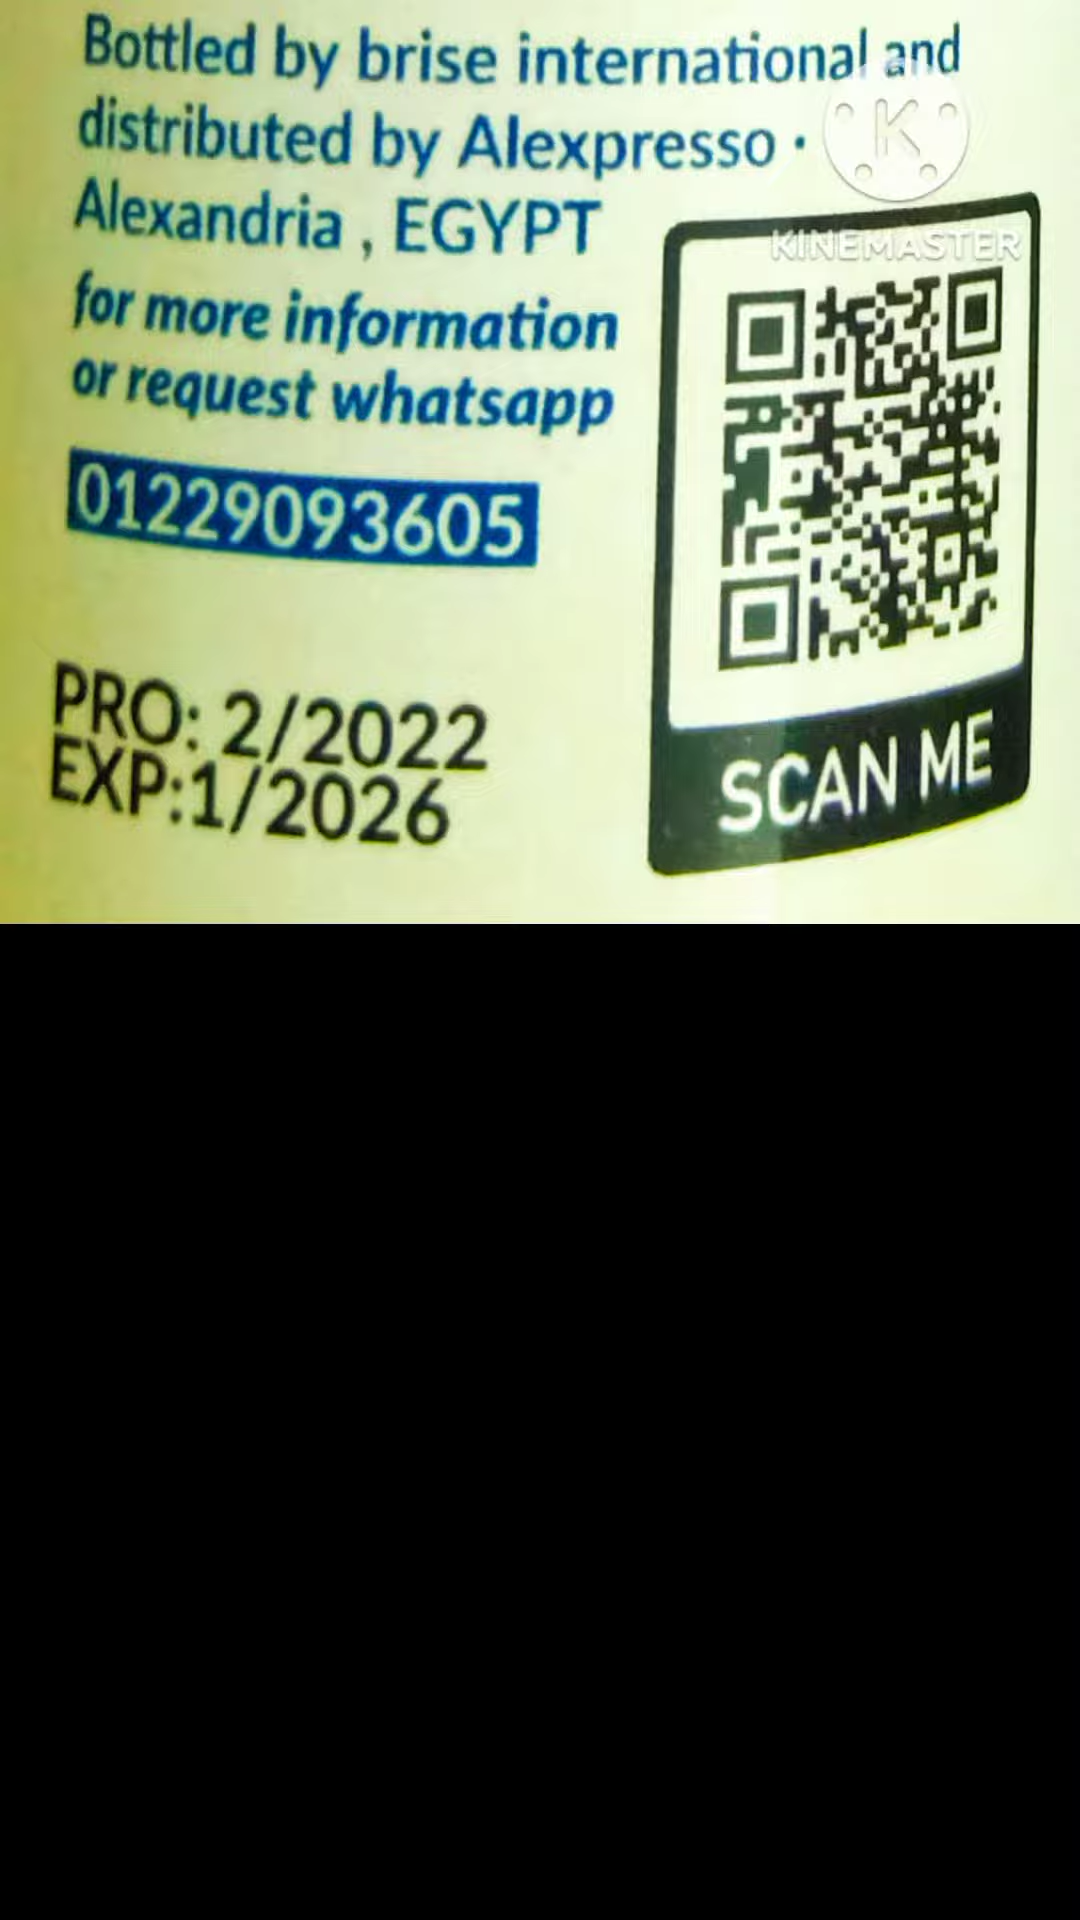 Bottled by brise international and
distributed by Alexpresso ·
Alexandria , EGYPT
for more information
or request whatsapp
01229093605
PRO: 2/2022
EXP:1/2026
K
KINEMASTER
SCAN ME